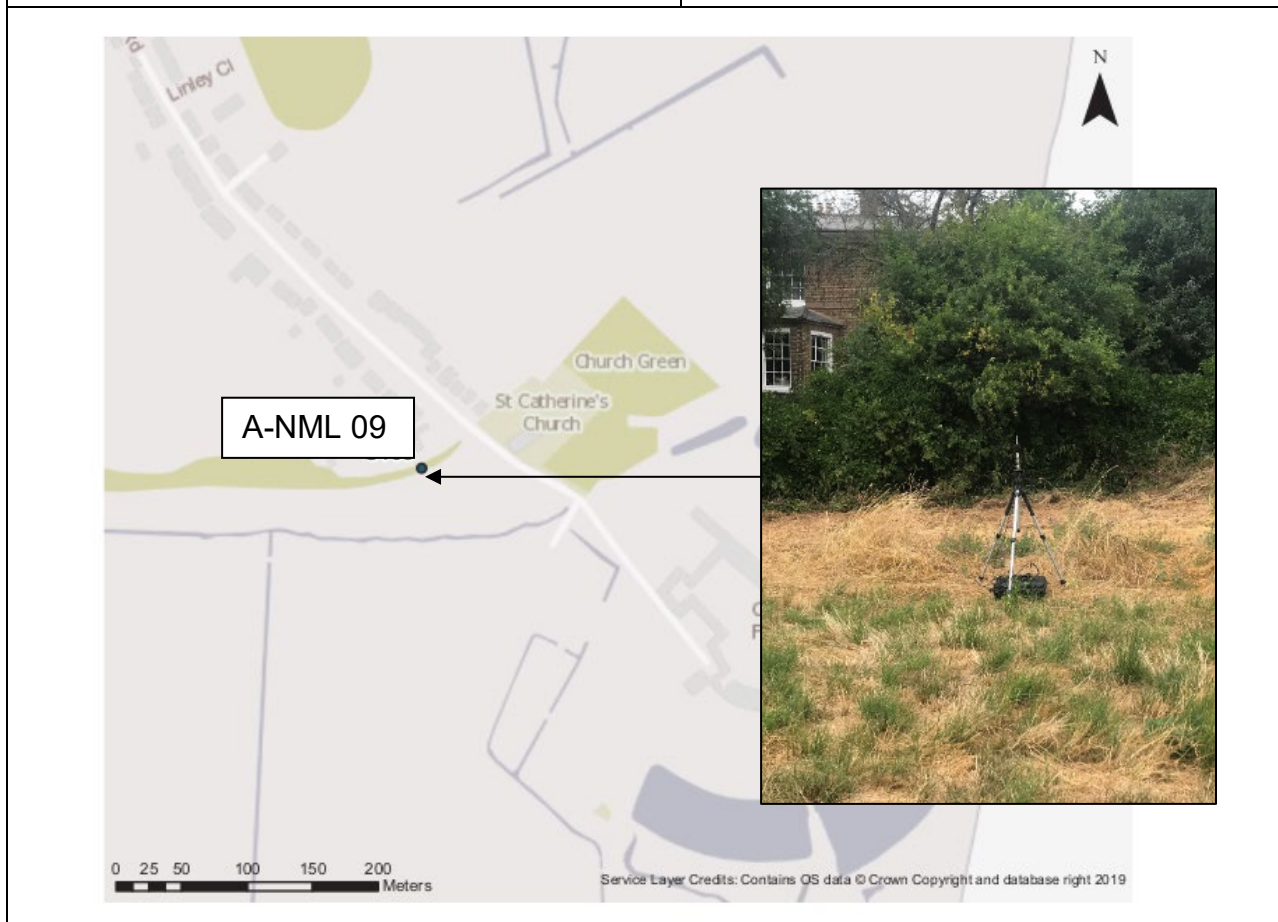 Linley Cl
N
Church Green
St Catherine's
Church
A-NML 09
0 25 50 100 150 200
Meters
Service Layer Credits: Contains OS data © Crown Copyright and database right 2019